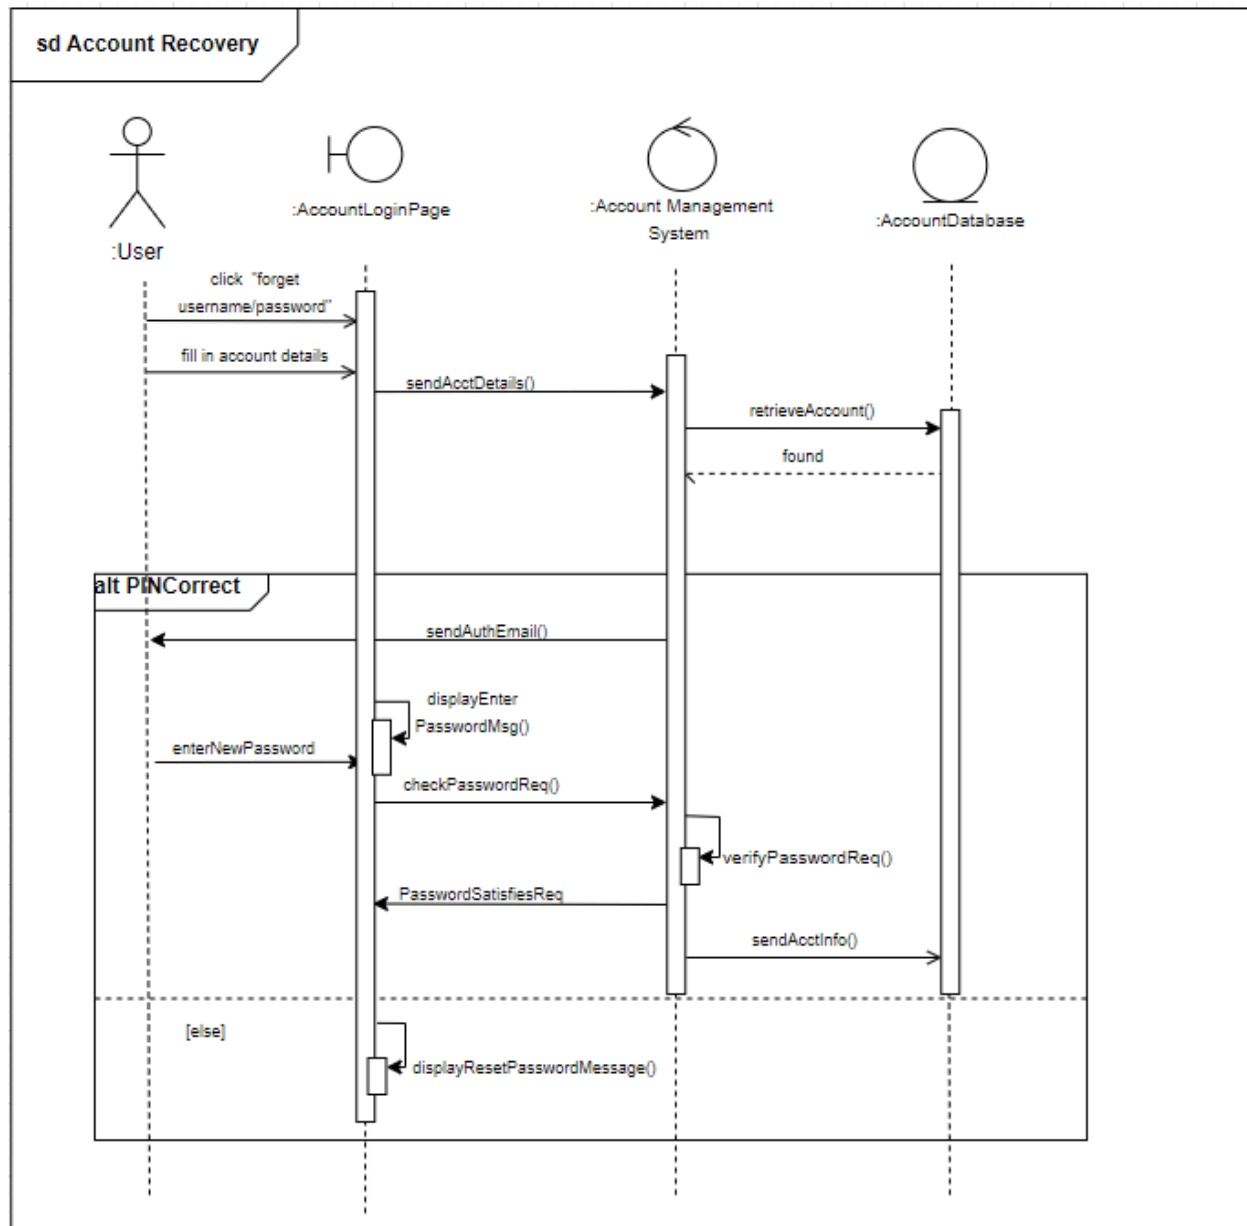 sd Account Recovery
:User
:AccountLoginPage
:Account Management
System
:AccountDatabase
click "forget
username/password"
fill in account details
sendAcctDetails()
retrieveAccount()
found
alt PINCorrect
sendAuthEmail()
displayEnter
PasswordMsg()
enterNewPassword
checkPasswordReq()
verifyPasswordReq()
PasswordSatisfiesReq
sendAcctInfo()
[else]
displayResetPasswordMessage()